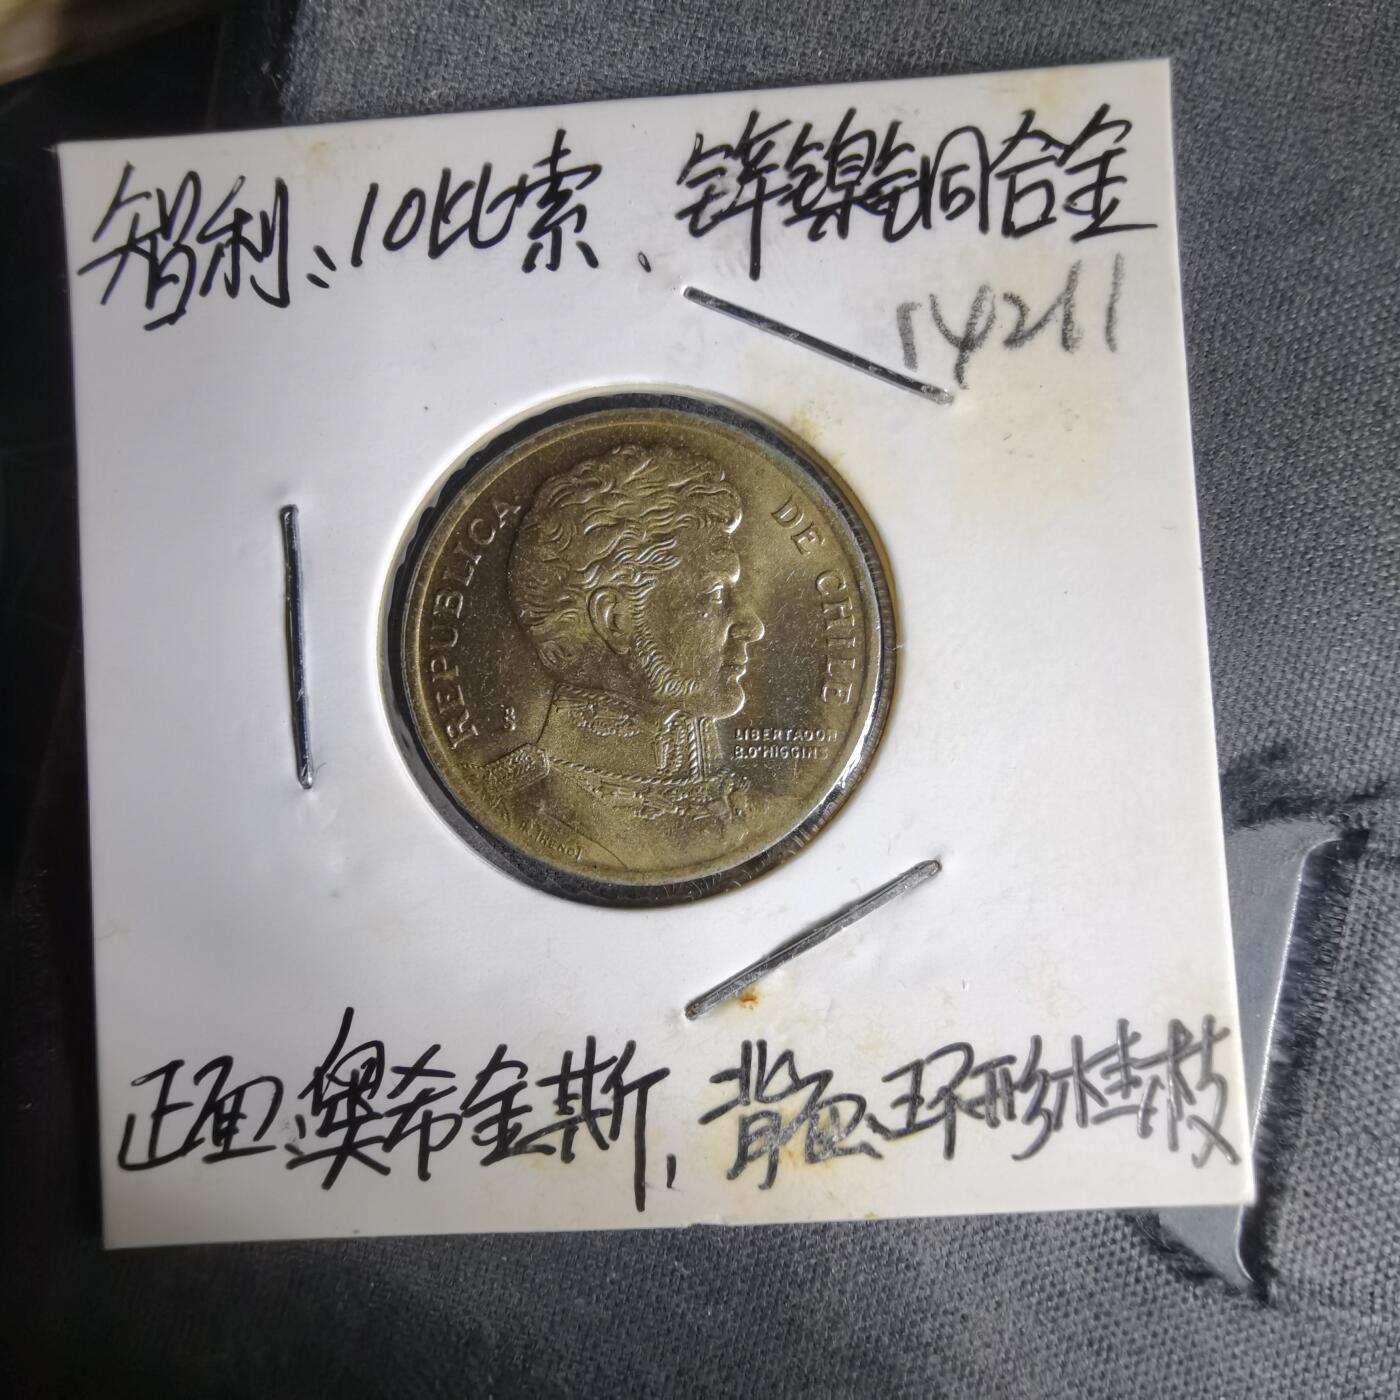 智利、10比索、锌镍铜合金
14211
REPUBLICA DE CHILE
LIBERTADOR
B.O'HIGGINS
正面、奥希金斯，背面、环形桂枝